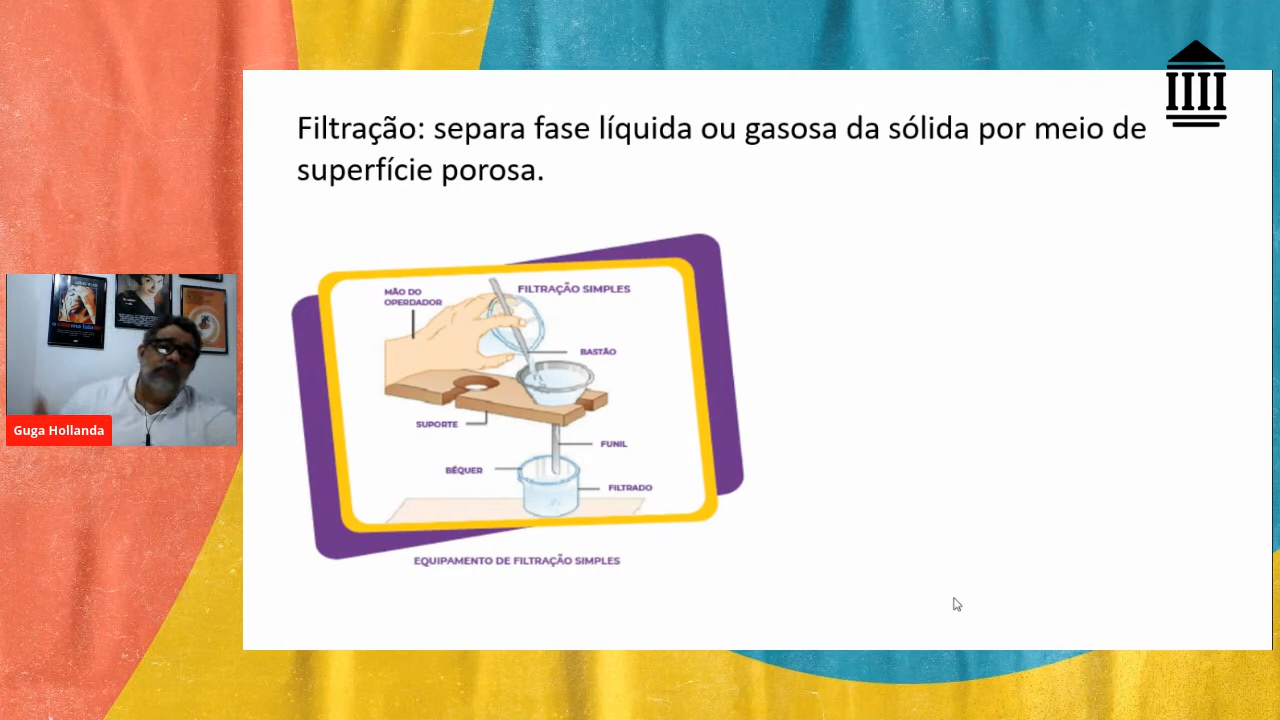 Filtração: separa fase líquida ou gasosa da sólida por meio de
superfície porosa.
MÃO DO
OPERDADOR
FILTRAÇÃO SIMPLES
BASTÃO
SUPORTE
FUNIL
BÉQUER
FILTRADO
EQUIPAMENTO DE FILTRAÇÃO SIMPLES
Guga Hollanda